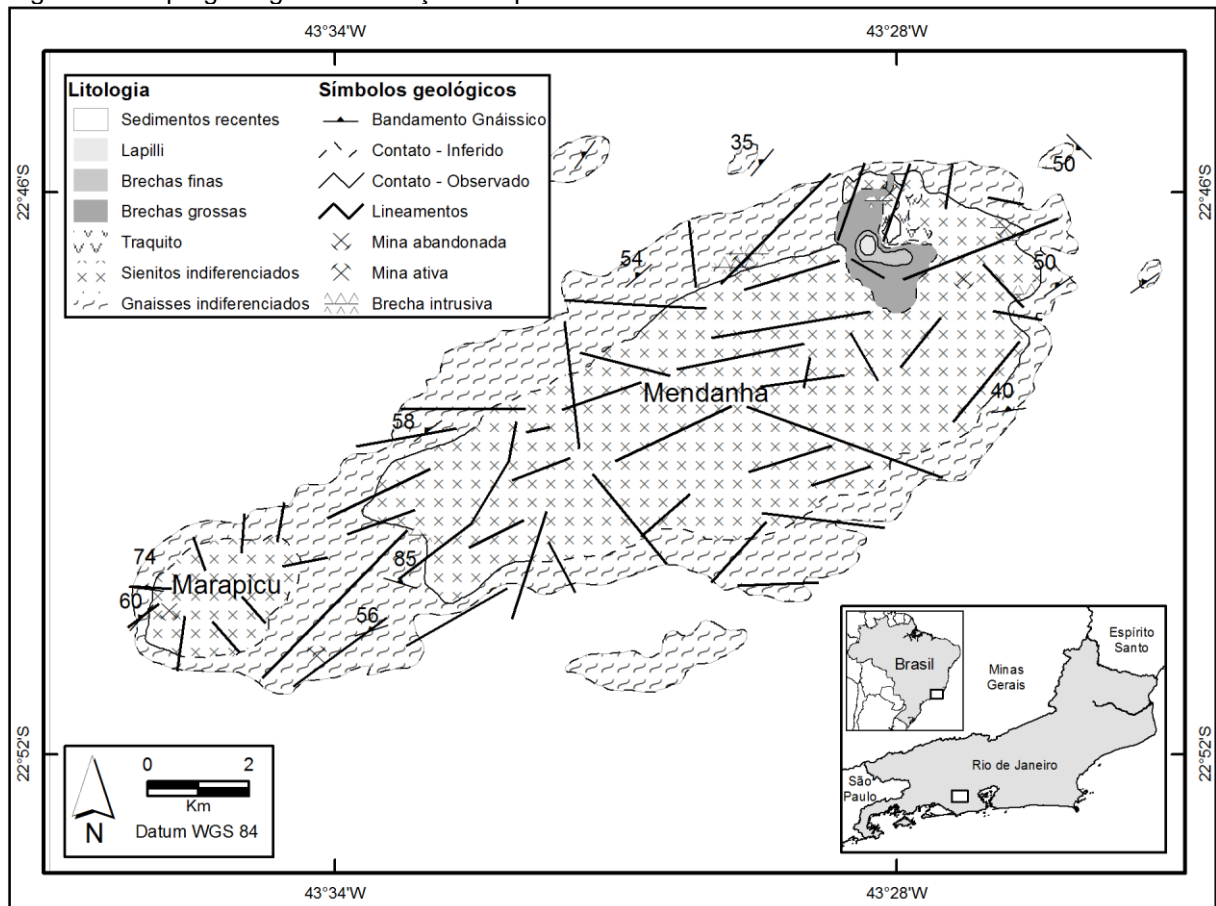 43°34'W
43°28'W
22°46'S
22°46'S
Litologia
Sedimentos recentes
Lapilli
Brechas finas
Brechas grossas
Traquito
Sienitos indiferenciados
Gnaisses indiferenciados
Símbolos geológicos
Bandamento Gnáissico
Contato - Inferido
Contato - Observado
Lineamentos
Mina abandonada
Mina ativa
Brecha intrusiva
35
50
54
50
Mendanha
40
58
74
85
Marapicu
60
56
22°52'S
22°52'S
0 2
Km
Datum WGS 84
N
Brasil
Espírito
Santo
Minas
Gerais
Rio de Janeiro
São
Paulo
43°34'W
43°28'W